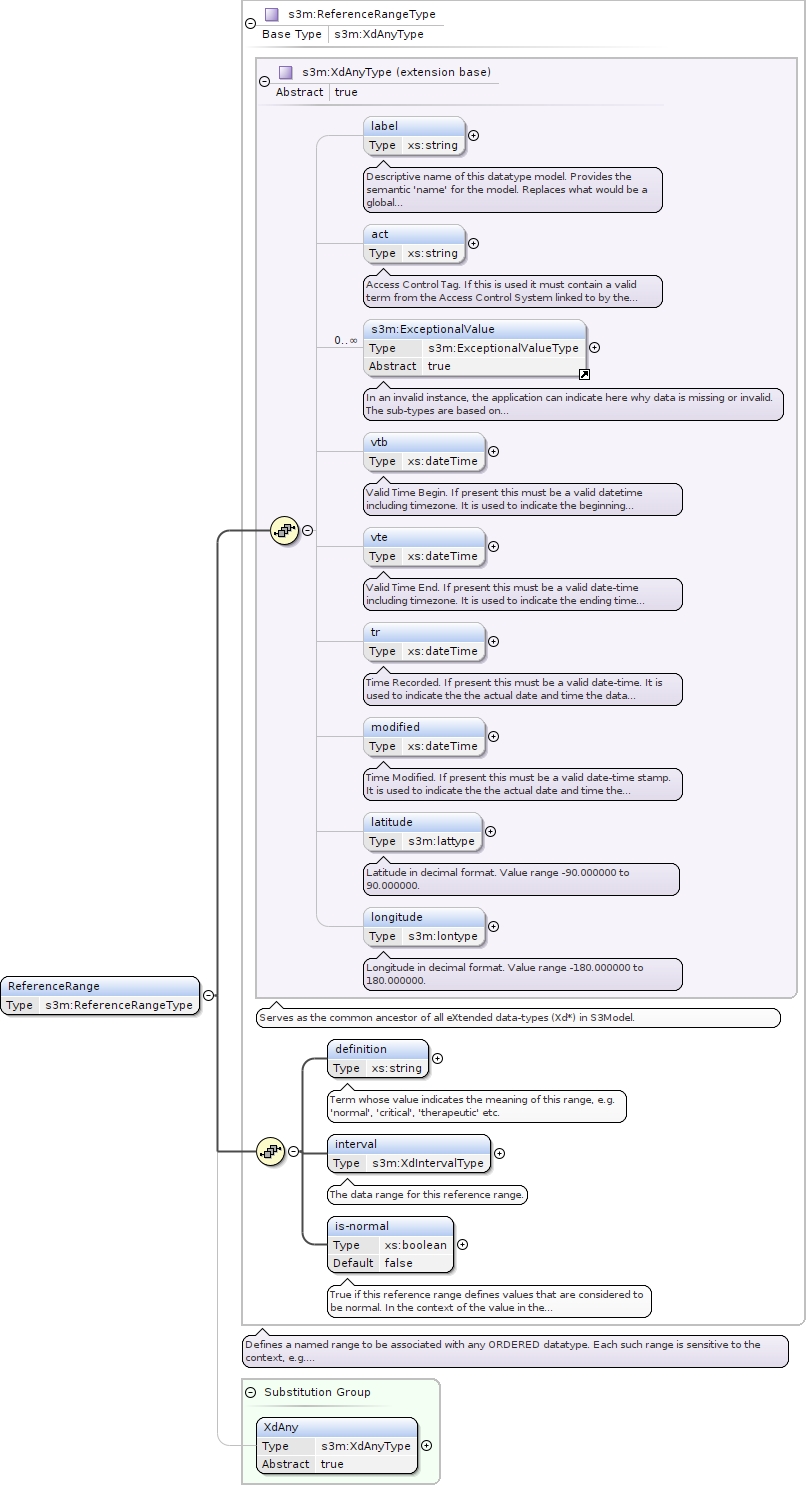 s3m:ReferenceRangeType
Base Type s3m:XdAnyType
s3m:XdAnyType (extension base)
Abstract true
label
Type xs:string
Descriptive name of this datatype model. Provides the
semantic 'name' for the model. Replaces what would be a
global...
act
Type xs:string
Access Control Tag. If this is used it must contain a valid
term from the Access Control System linked to by the...
0..∞
s3m:ExceptionalValue
Type s3m:ExceptionalValueType
Abstract true
In an invalid instance, the application can indicate here why data is missing or invalid.
The sub-types are based on...
vtb
Type xs:dateTime
Valid Time Begin. If present this must be a valid datetime
including timezone. It is used to indicate the beginning...
vte
Type xs:dateTime
Valid Time End. If present this must be a valid date-time
including timezone. It is used to indicate the ending time...
tr
Type xs:dateTime
Time Recorded. If present this must be a valid date-time. It is
used to indicate the the actual date and time the data...
modified
Type xs:dateTime
Time Modified. If present this must be a valid date-time stamp.
It is used to indicate the the actual date and time the...
latitude
Type s3m:lattype
Latitude in decimal format. Value range -90.000000 to
90.000000.
longitude
Type s3m:lontype
Longitude in decimal format. Value range -180.000000 to
180.000000.
ReferenceRange
Type s3m:ReferenceRangeType
Serves as the common ancestor of all eXtended data-types (Xd*) in S3Model.
definition
Type xs:string
Term whose value indicates the meaning of this range, e.g.
'normal', 'critical', 'therapeutic' etc.
interval
Type s3m:XdIntervalType
The data range for this reference range.
is-normal
Type xs:boolean
Default false
True if this reference range defines values that are considered to
be normal. In the context of the value in the...
Defines a named range to be associated with any ORDERED datatype. Each such range is sensitive to the
context, e.g....
Substitution Group
XdAny
Type s3m:XdAnyType
Abstract true